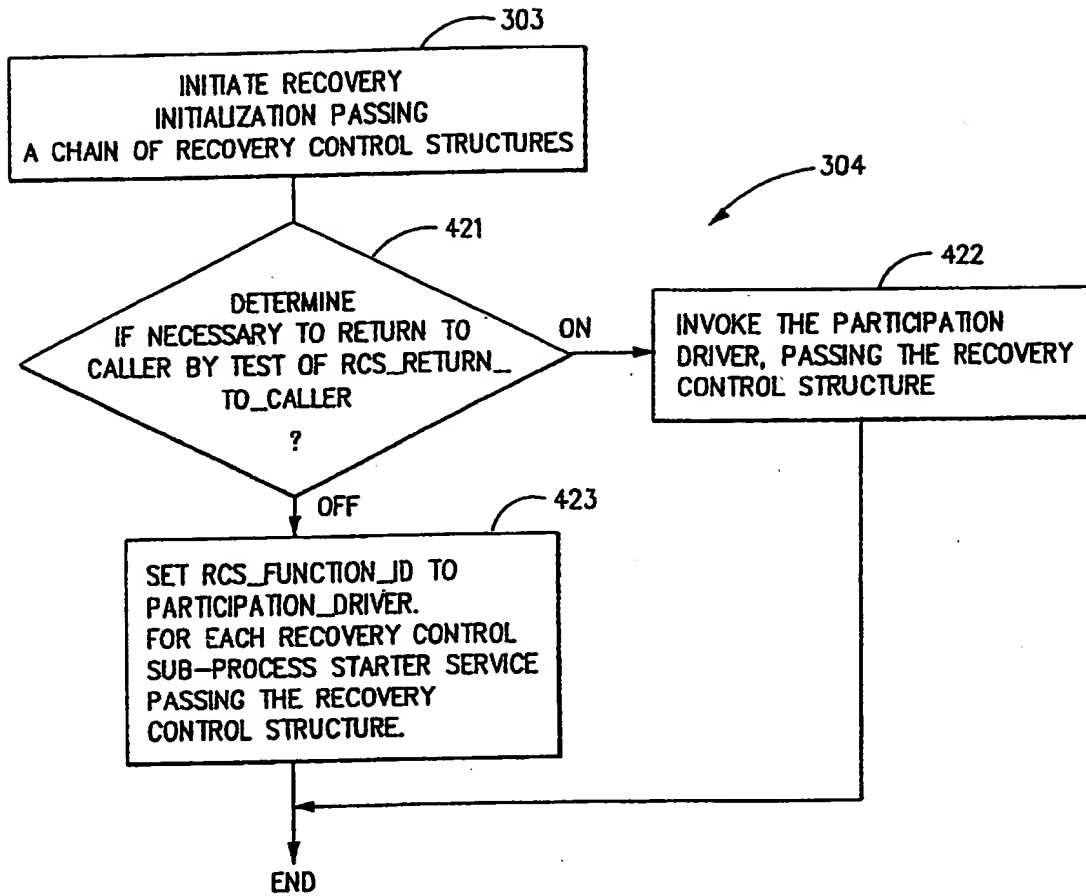 303
INITIATE RECOVERY
INITIALIZATION PASSING
A CHAIN OF RECOVERY CONTROL STRUCTURES
304
421
DETERMINE
IF NECESSARY TO RETURN TO
CALLER BY TEST OF RCS_RETURN_
TO_CALLER
?
ON
422
INVOKE THE PARTICIPATION
DRIVER, PASSING THE RECOVERY
CONTROL STRUCTURE
OFF
423
SET RCS_FUNCTION_ID TO
PARTICIPATION_DRIVER.
FOR EACH RECOVERY CONTROL
SUB-PROCESS STARTER SERVICE
PASSING THE RECOVERY
CONTROL STRUCTURE.
END